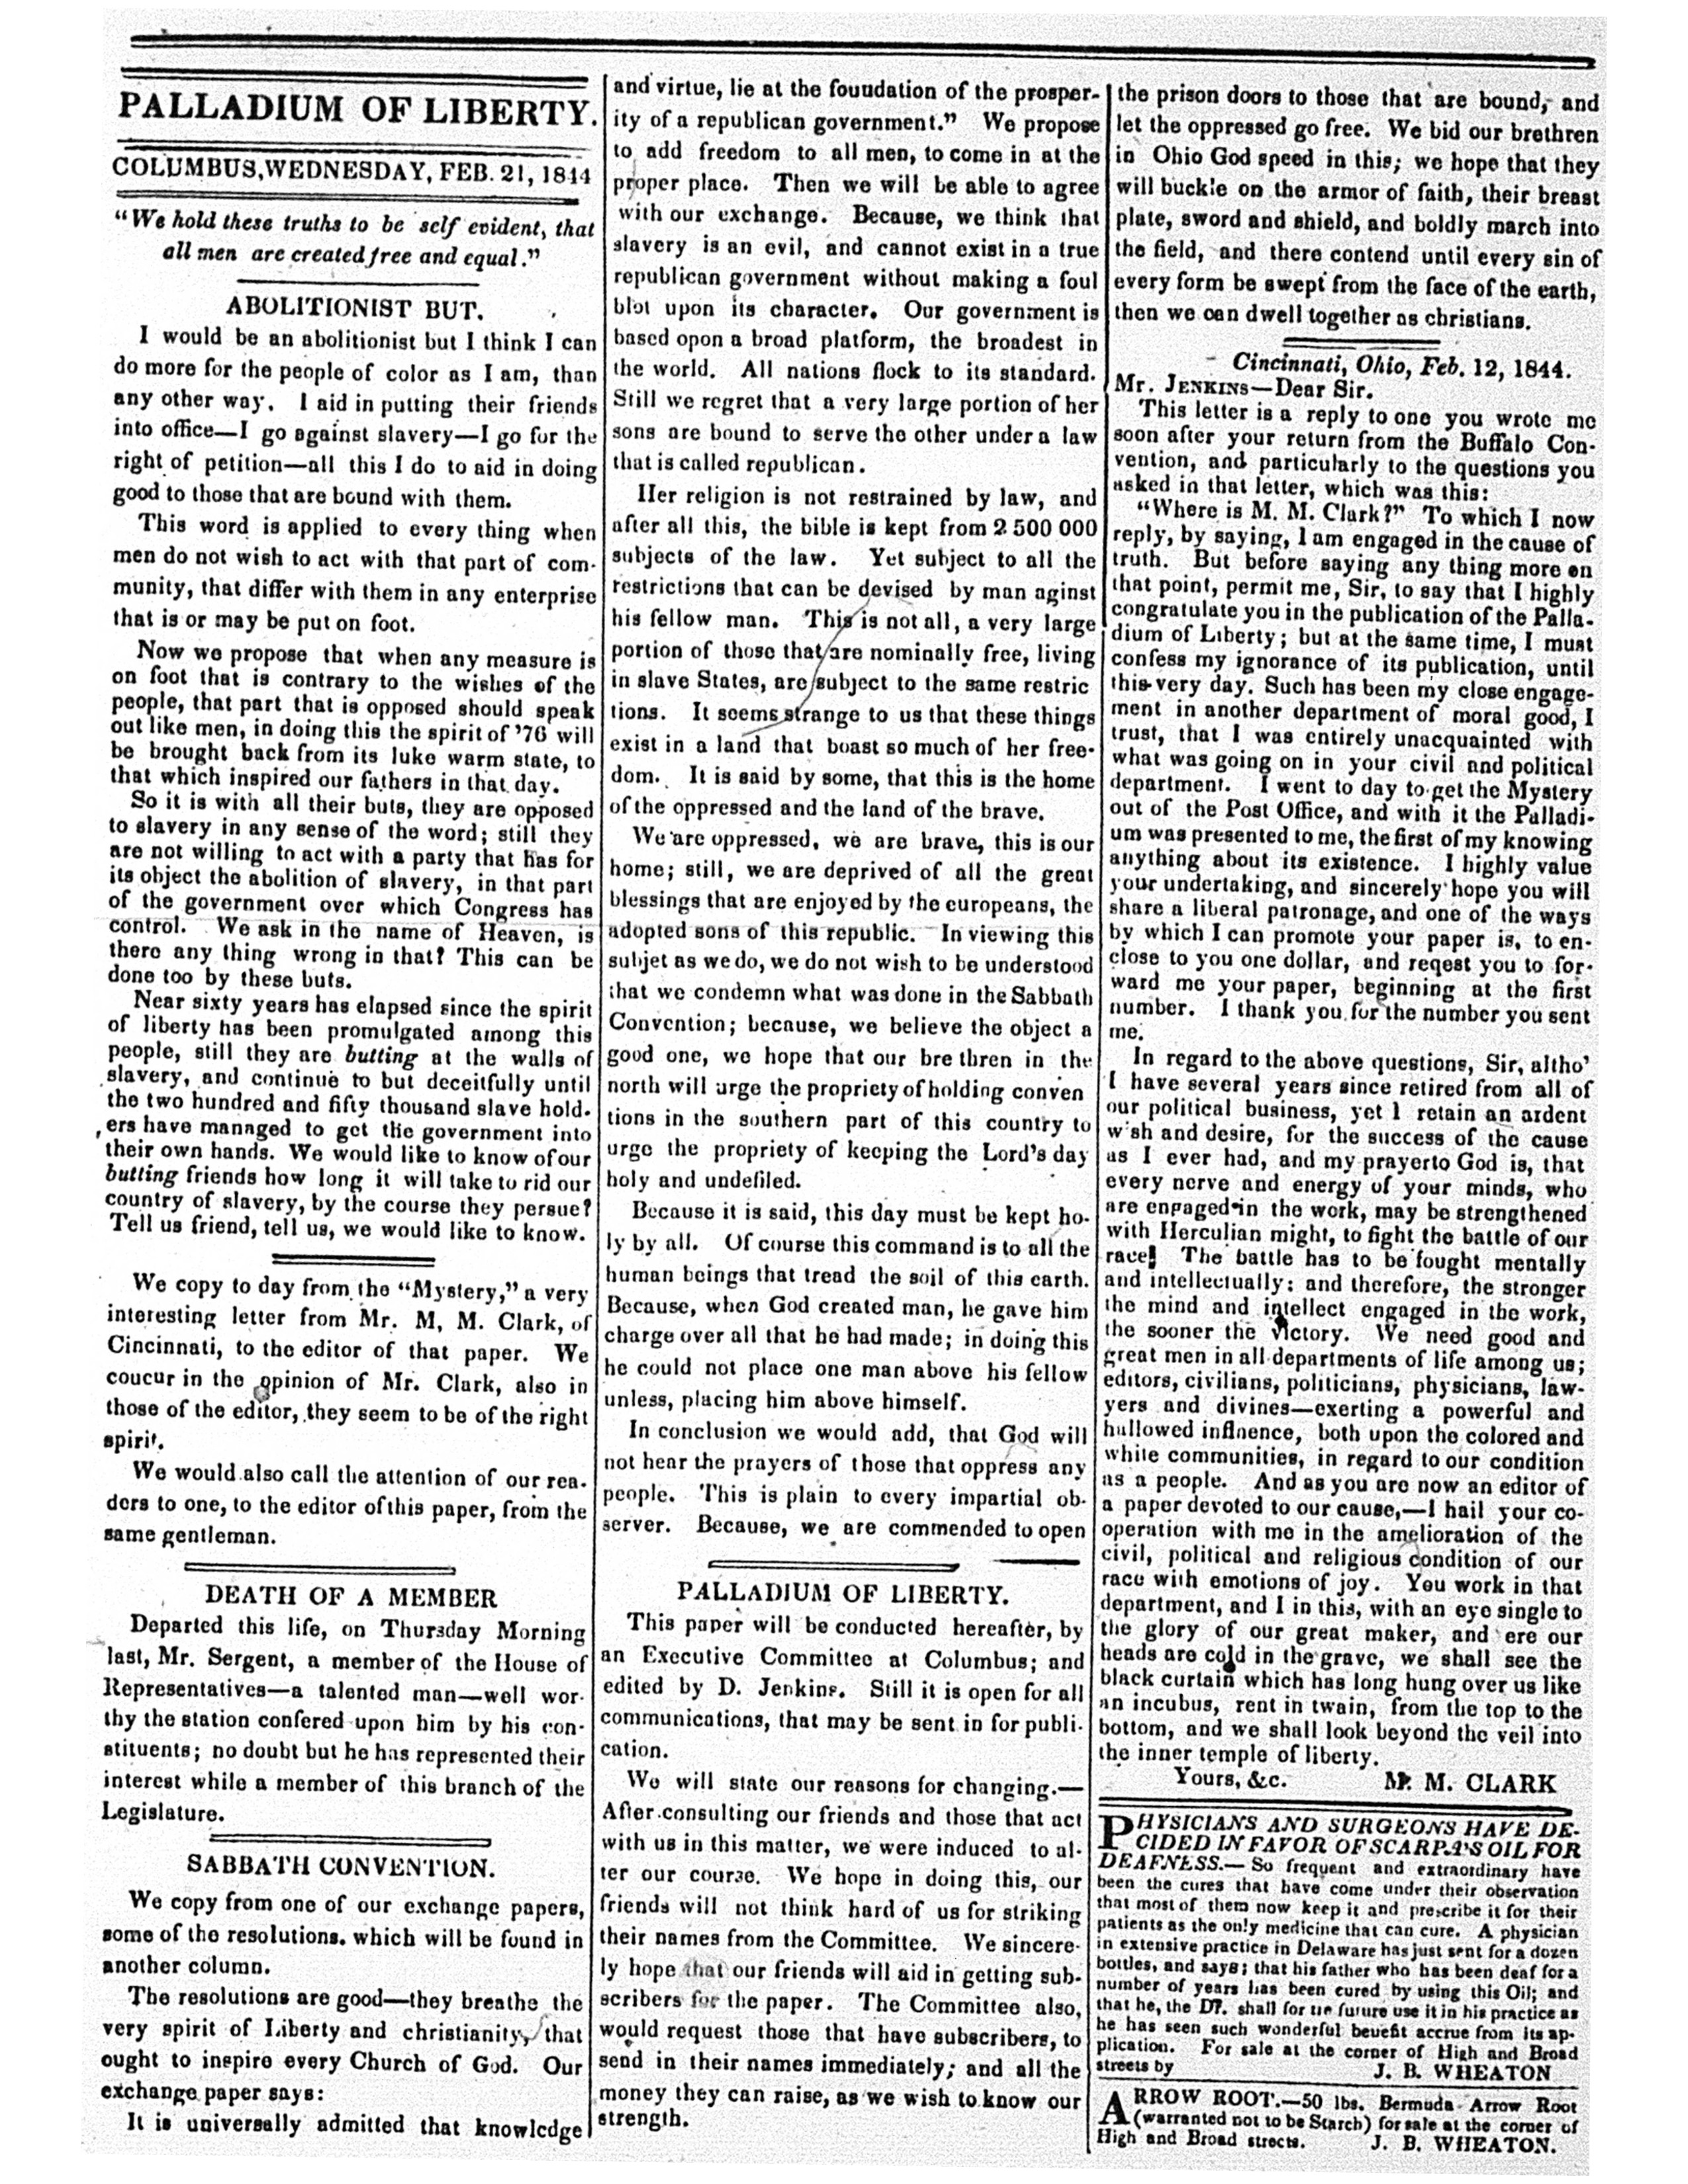 PALLADIUM OF LIBERTY.
COLUMBUS, WEDNESDAY, FEB. 21, 1844
"We hold these truths to be self evident, that
all men are created free and equal."
ABOLITIONIST BUT.
I would be an abolitionist but I think I can
do more for the people of color as I am, than
any other way. I aid in putting their friends
into office—I go against slavery—I go for the
right of petition—all this I do to aid in doing
good to those that are bound with them.
This word is applied to every thing when
men do not wish to act with that part of com-
munity, that differ with them in any enterprise
that is or may be put on foot.
Now we propose that when any measure is
on foot that is contrary to the wishes of the
people, that part that is opposed should speak
out like men, in doing this the spirit of '76 will
be brought back from its luke warm state, to
that which inspired our fathers in that day.
So it is with all their buts, they are opposed
to slavery in any sense of the word; still they
are not willing to act with a party that has for
its object the abolition of slavery, in that part
of the government over which Congress has
control. We ask in the name of Heaven, is
there any thing wrong in that? This can be
done too by these buts.
Near sixty years has elapsed since the spirit
of liberty has been promulgated among this
people, still they are butting at the walls of
slavery, and continue to but deceitfully until
the two hundred and fifty thousand slave hold-
ers have managed to get the government into
their own hands. We would like to know of our
butting friends how long it will take to rid our
country of slavery, by the course they persue?
Tell us friend, tell us, we would like to know.
We copy to day from the "Mystery," a very
interesting letter from Mr. M, M. Clark, of
Cincinnati, to the editor of that paper. We
coucur in the opinion of Mr. Clark, also in
those of the editor, they seem to be of the right
spirit.
We would also call the attention of our rea-
ders to one, to the editor of this paper, from the
same gentleman.
DEATH OF A MEMBER
Departed this life, on Thursday Morning
last, Mr. Sergent, a member of the House of
Representatives—a talented man—well wor-
thy the station confered upon him by his con-
stituents; no doubt but he has represented their
interest while a member of this branch of the
Legislature.
SABBATH CONVENTION.
We copy from one of our exchange papers,
some of the resolutions. which will be found in
another column.
The resolutions are good—they breathe the
very spirit of Liberty and christianity, that
ought to inspire every Church of God. Our
exchange paper says:
It is universally admitted that knowledge
and virtue, lie at the foundation of the prosper-
ity of a republican government." We propose
to add freedom to all men, to come in at the
proper place. Then we will be able to agree
with our exchange. Because, we think that
slavery is an evil, and cannot exist in a true
republican government without making a foul
blot upon its character. Our government is
based opon a broad platform, the broadest in
the world. All nations flock to its standard.
Still we regret that a very large portion of her
sons are bound to serve the other under a law
that is called republican.
Her religion is not restrained by law, and
after all this, the bible is kept from 2 500 000
subjects of the law. Yet subject to all the
restrictions that can be devised by man aginst
his fellow man. This is not all, a very large
portion of those that are nominally free, living
in slave States, are subject to the same restric
tions. It seems strange to us that these things
exist in a land that boast so much of her free-
dom. It is said by some, that this is the home
of the oppressed and the land of the brave.
We are oppressed, we are brave, this is our
home; still, we are deprived of all the great
blessings that are enjoyed by the europeans, the
adopted sons of this republic. In viewing this
subjet as we do, we do not wish to be understood
that we condemn what was done in the Sabbath
Convention; because, we believe the object a
good one, we hope that our bre thren in the
north will urge the propriety of holding conven
tions in the southern part of this country to
urge the propriety of keeping the Lord's day
holy and undefiled.
Because it is said, this day must be kept ho-
ly by all. Of course this command is to all the
human beings that tread the soil of this earth.
Because, when God created man, he gave him
charge over all that he had made; in doing this
he could not place one man above his fellow
unless, placing him above himself.
In conclusion we would add, that God will
not hear the prayers of those that oppress any
people. This is plain to every impartial ob-
server. Because, we are commended to open
PALLADIUM OF LIBERTY.
This paper will be conducted hereafter, by
an Executive Committee at Columbus; and
edited by D. Jenkins. Still it is open for all
communications, that may be sent in for publi-
cation.
We will state our reasons for changing.—
After consulting our friends and those that act
with us in this matter, we were induced to al-
ter our course. We hope in doing this, our
friends will not think hard of us for striking
their names from the Committee. We sincere-
ly hope that our friends will aid in getting sub-
scribers for the paper. The Committee also,
would request those that have subscribers, to
send in their names immediately; and all the
money they can raise, as we wish to know our
strength.
the prison doors to those that are bound, and
let the oppressed go free. We bid our brethren
in Ohio God speed in this; we hope that they
will buckle on the armor of faith, their breast
plate, sword and shield, and boldly march into
the field, and there contend until every sin of
every form be swept from the face of the earth,
then we can dwell together as christians.
Cincinnati, Ohio, Feb. 12, 1844.
Mr. JENKINS—Dear Sir.
This letter is a reply to one you wrote me
soon after your return from the Buffalo Con-
vention, and particularly to the questions you
asked in that letter, which was this:
"Where is M. M. Clark?" To which I now
reply, by saying, I am engaged in the cause of
truth. But before saying any thing more on
that point, permit me, Sir, to say that I highly
congratulate you in the publication of the Palla-
dium of Liberty; but at the same time, I must
confess my ignorance of its publication, until
this very day. Such has been my close engage-
ment in another department of moral good, I
trust, that I was entirely unacquainted with
what was going on in your civil and political
department. I went to day to get the Mystery
out of the Post Office, and with it the Palladi-
um was presented to me, the first of my knowing
anything about its existence. I highly value
your undertaking, and sincerely hope you will
share a liberal patronage, and one of the ways
by which I can promote your paper is, to en-
close to you one dollar, and reqest you to for-
ward me your paper, beginning at the first
number. I thank you for the number you sent
me.
In regard to the above questions, Sir, altho'
I have several years since retired from all of
our political business, yet I retain an ardent
wish and desire, for the success of the cause
as I ever had, and my prayerto God is, that
every nerve and energy of your minds, who
are engaged in the work, may be strengthened
with Herculian might, to fight the battle of our
race! The battle has to be fought mentally
and intellectually: and therefore, the stronger
the mind and intellect engaged in the work,
the sooner the victory. We need good and
great men in all departments of life among us;
editors, civilians, politicians, physicians, law-
yers and divines—exerting a powerful and
hallowed inflnence, both upon the colored and
while communities, in regard to our condition
as a people. And as you are now an editor of
a paper devoted to our cause,—I hail your co-
operation with me in the amelioration of the
civil, political and religious condition of our
race with emotions of joy. You work in that
department, and I in this, with an eye single to
the glory of our great maker, and ere our
heads are cold in the grave, we shall see the
black curtain which has long hung over us like
an incubus, rent in twain, from the top to the
bottom, and we shall look beyond the veil into
the inner temple of liberty.
Yours, &c. M. M. CLARK
PHYSICIANS AND SURGEONS HAVE DE-
CIDED IN FAVOR OF SCARPA'S OIL FOR
DEAFNESS.—So frequent and extraordinary have
been the cures that have come under their observation
that most of them now keep it and prescribe it for their
patients as the only medicine that can cure. A physician
in extensive practice in Delaware has just sent for a dozen
bottles, and says; that his father who has been deaf for a
number of years has been cured by using this Oil; and
that he, the Dr. shall for the future use it in his practice as
he has seen such wonderful benefit accrue from its ap-
plication. For sale at the corner of High and Broad
streets by J. B. WHEATON
ARROW ROOT.—50 lbs. Bermuda Arrow Root
(warranted not to be Starch) for sale at the corner of
High and Broad streets. J. B. WHEATON.